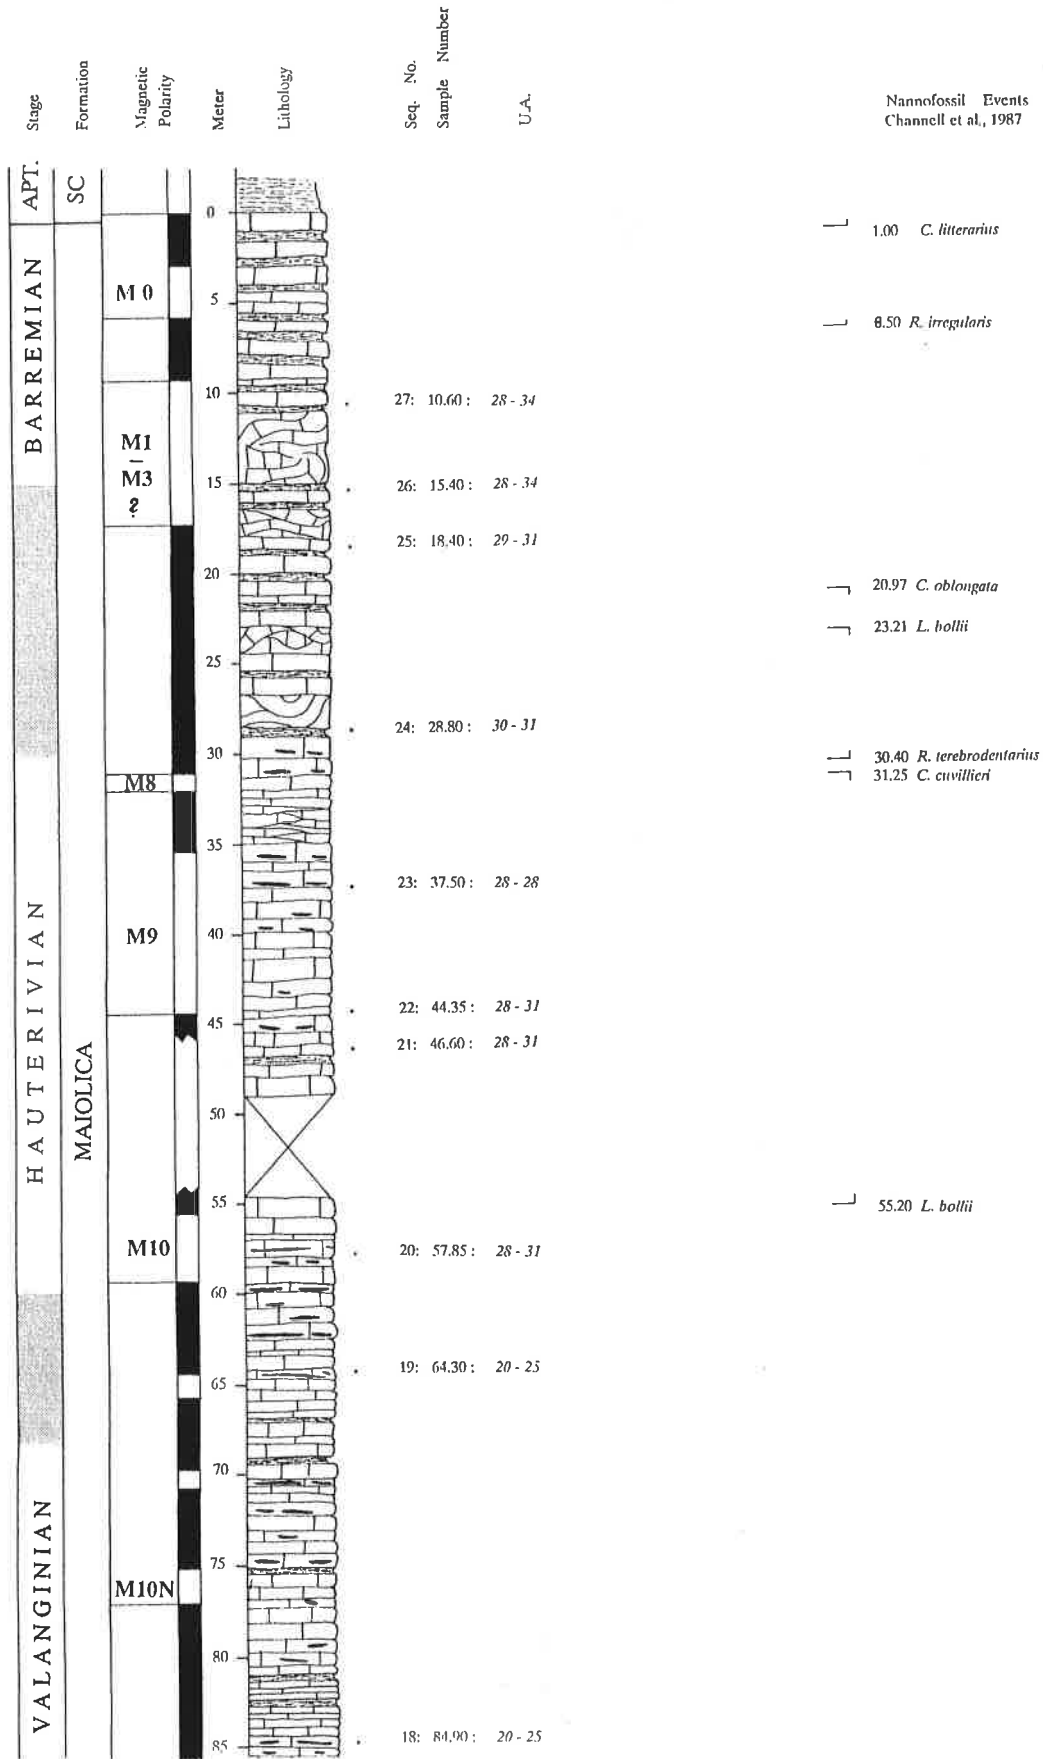 Stage
Formation
Magnetic
Polarity
Meter
Lithology
Seq. No.
Sample Number
U.A.
Nannofossil Events
Channell et al., 1987
APT.
SC
BARREMIAN
HAUTERIVIAN
VALANGINIAN
MAIOLICA
M 0
M1
–
M3
?
M8
M9
M10
M10N
0
5
10
15
20
25
30
35
40
45
50
55
60
65
70
75
80
85
27: 10.60 : 28 - 34
26: 15.40 : 28 - 34
25: 18.40 : 29 - 31
24: 28.80 : 30 - 31
23: 37.50 : 28 - 28
22: 44.35 : 28 - 31
21: 46.60 : 28 - 31
20: 57.85 : 28 - 31
19: 64.30 : 20 - 25
18: 84.90 : 20 - 25
1.00 C. litterarius
6.50 R. irregularis
20.97 C. oblongata
23.21 L. bollii
30.40 R. terebrodentarius
31.25 C. cuvillieri
55.20 L. bollii